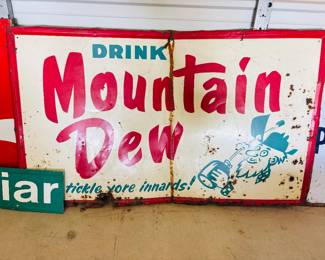 DRINK
Mountain
Dew
tickle yore innards!
iar